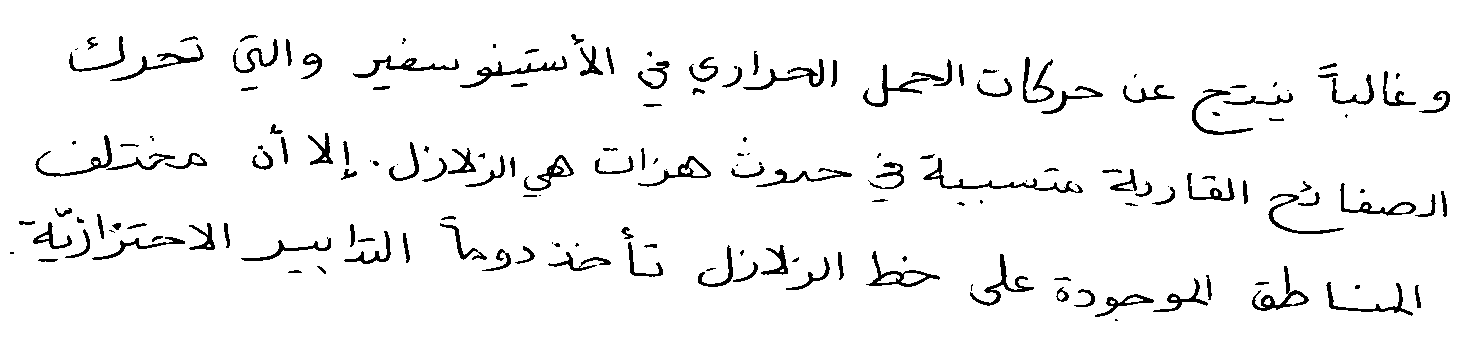 وغالباً ينتج عن حركات الحمل الحراري في الأستينوسفير والتي تحرك
الصفائح القارية متسببة في حدوث هزات هي الزلازل. إلا أن مختلف
المناطق الموجودة على خط الزلازل تأخذ دوماً التدابير الاحتزازيّة.